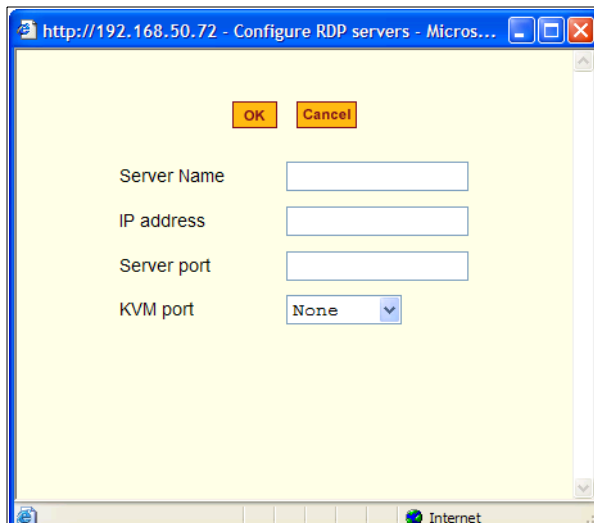 http://192.168.50.72 - Configure RDP servers - Micros...
OK Cancel
Server Name
IP address
Server port
KVM port None
Internet